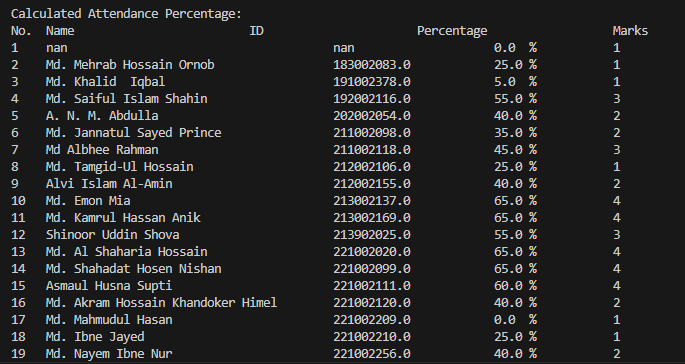 Calculated Attendance Percentage:
No. Name ID Percentage Marks
1 nan nan 0.0 % 1
2 Md. Mehrab Hossain Ornob 183002083.0 25.0 % 1
3 Md. Khalid  Iqbal 191002378.0 5.0 % 1
4 Md. Saiful Islam Shahin 192002116.0 55.0 % 3
5 A. N. M. Abdulla 202002054.0 40.0 % 2
6 Md. Jannatul Sayed Prince 211002098.0 35.0 % 2
7 Md Albhee Rahman 211002118.0 45.0 % 3
8 Md. Tamgid-Ul Hossain 212002106.0 25.0 % 1
9 Alvi Islam Al-Amin 212002155.0 40.0 % 2
10 Md. Emon Mia 213002137.0 65.0 % 4
11 Md. Kamrul Hassan Anik 213002169.0 65.0 % 4
12 Shinoor Uddin Shova 213902025.0 55.0 % 3
13 Md. Al Shaharia Hossain 221002020.0 65.0 % 4
14 Md. Shahadat Hosen Nishan 221002099.0 65.0 % 4
15 Asmaul Husna Supti 221002111.0 60.0 % 4
16 Md. Akram Hossain Khandoker Himel 221002120.0 40.0 % 2
17 Md. Mahmudul Hasan 221002209.0 0.0 % 1
18 Md. Ibne Jayed 221002210.0 25.0 % 1
19 Md. Nayem Ibne Nur 221002256.0 40.0 % 2